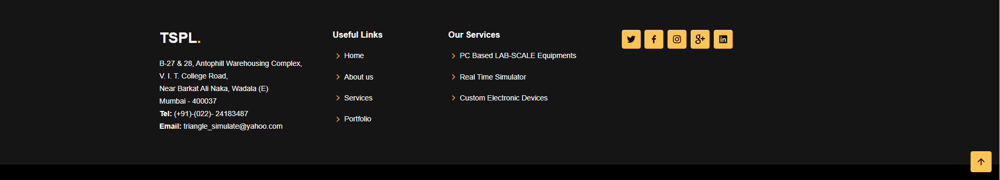 TSPL.
B-27 & 28, Antophill Warehousing Complex,
V. I. T. College Road,
Near Barkat Ali Naka, Wadala (E)
Mumbai - 400037
Tel: (+91)-(022)- 24183487
Email: triangle_simulate@yahoo.com
Useful Links
Home
About us
Services
Portfolio
Our Services
PC Based LAB-SCALE Equipments
Real Time Simulator
Custom Electronic Devices